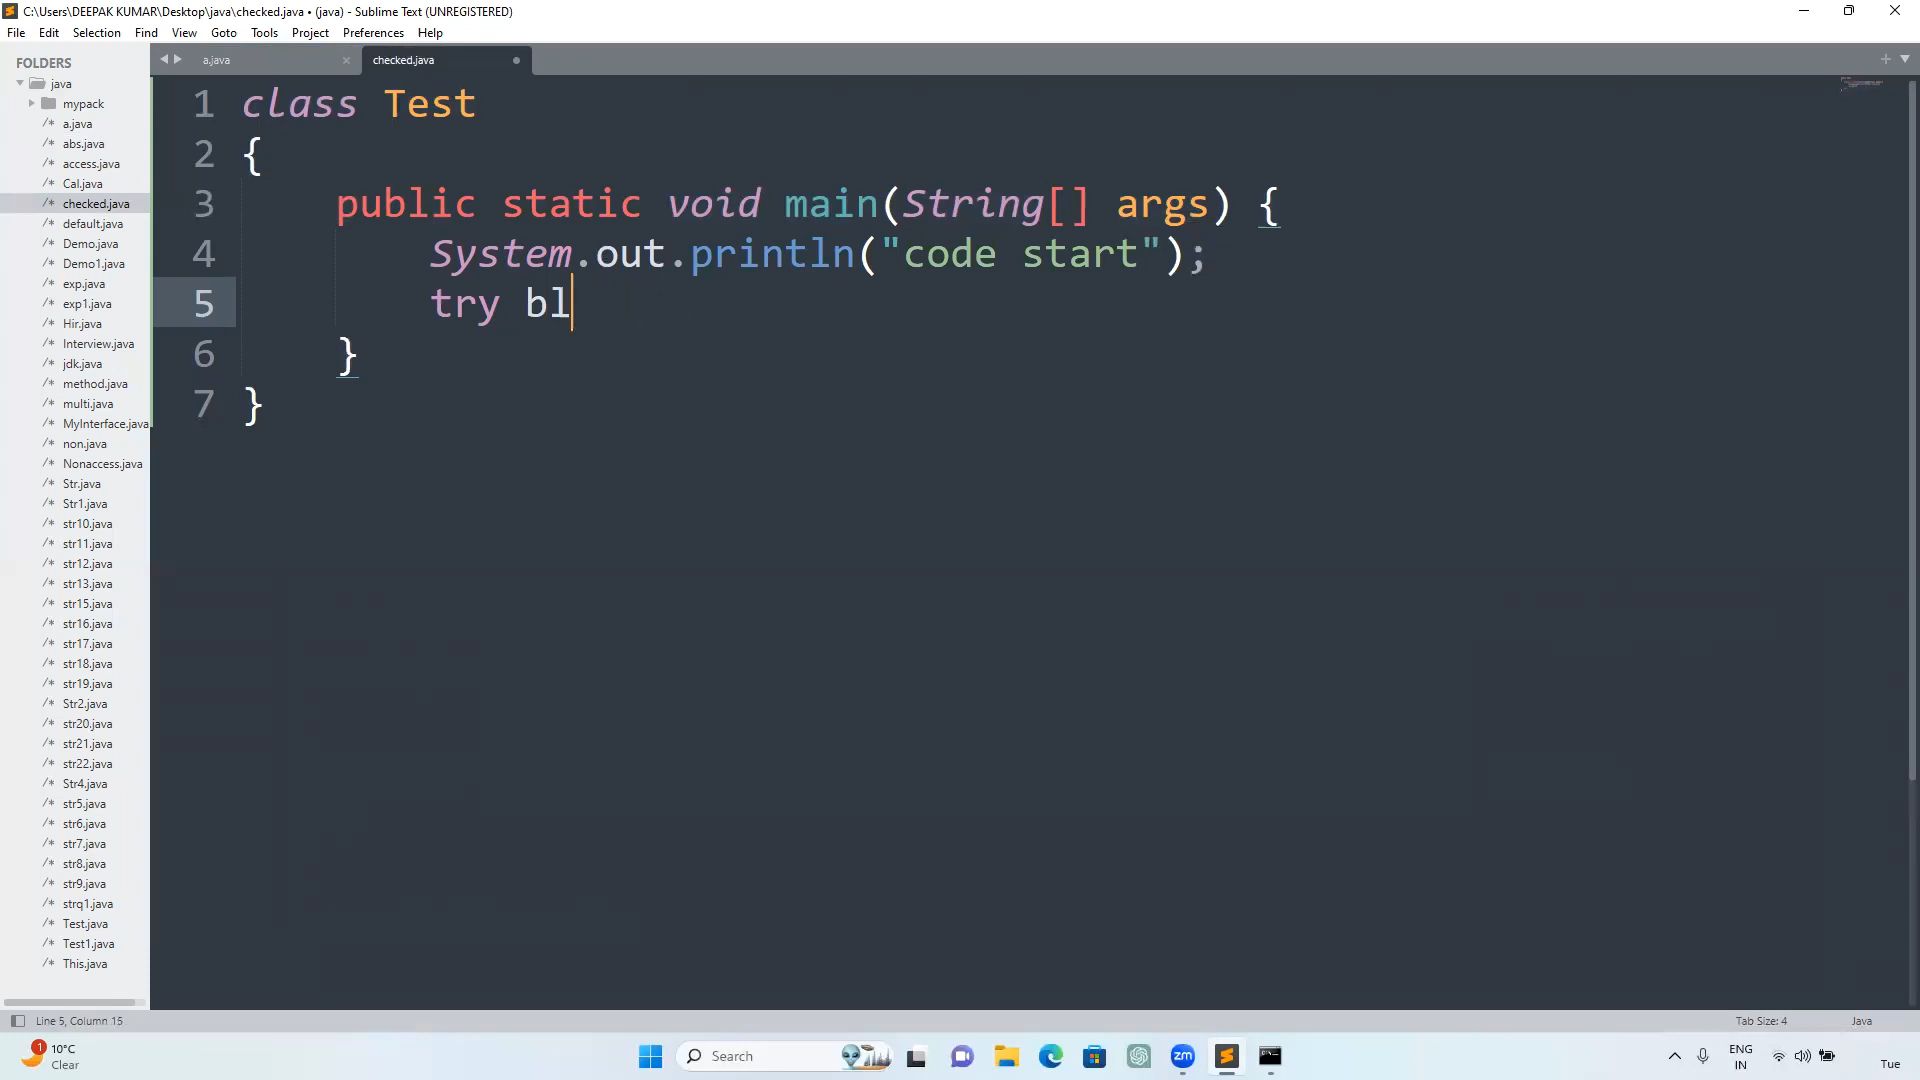 C:\Users\DEEPAK KUMAR\Desktop\java\checked.java • (java) - Sublime Text (UNREGISTERED)
File Edit Selection Find View Goto Tools Project Preferences Help
FOLDERS
java
mypack
/* a.java
/* abs.java
/* access.java
/* Cal.java
/* checked.java
/* default.java
/* Demo.java
/* Demo1.java
/* exp.java
/* exp1.java
/* Hir.java
/* Interview.java
/* jdk.java
/* method.java
/* multi.java
/* MyInterface.java
/* non.java
/* Nonaccess.java
/* Str.java
/* Str1.java
/* str10.java
/* str11.java
/* str12.java
/* str13.java
/* str15.java
/* str16.java
/* str17.java
/* str18.java
/* str19.java
/* Str2.java
/* str20.java
/* str21.java
/* str22.java
/* Str4.java
/* str5.java
/* str6.java
/* str7.java
/* str8.java
/* str9.java
/* strq1.java
/* Test.java
/* Test1.java
/* This.java
a.java checked.java
1 class Test
2 {
3 public static void main(String[] args) {
4 System.out.println("code start");
5 try bl
6 }
7 }
Line 5, Column 15 Tab Size: 4 Java
1
10°C
Clear
Search
zm
ENG
IN
Tue